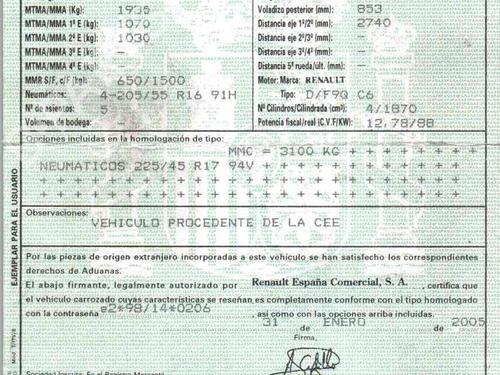 MTMA/MMA (Kg): 1935
MTMA/MMA 1º E (kg): 1070
MTMA/MMA 2º E (kg): 1030
MTMA/MMA 3º E (kg): —
MTMA/MMA 4º E (kg): —
MMR S/F, c/F (kg): 650/1500
Neumáticos: 4-205/55 R16 91H
Nº de asientos: 5
Volumen de bodega: —
Voladizo posterior (mm): 853
Distancia eje 1º/2º (mm): 2740
Distancia eje 2º/3º (mm): —
Distancia eje 3º/4º (mm): —
Distancia 5ª rueda/últ. (mm): —
Motor: Marca: RENAULT
Tipo: D/F9Q C6
Nº Cilindros/Cilindrada (cm³): 4/1870
Potencia fiscal/real (C.V.F/KW): 12,78/88
Opciones incluidas en la homologación de tipo:
MMC = 3100 KG + + + + + + +
NEUMATICOS 225/45 R17 94V + + + + + + + + + +
Observaciones:
VEHICULO PROCEDENTE DE LA CEE
Por las piezas de origen extranjero incorporadas a este vehículo se han satisfecho los correspondientes
derechos de Aduanas.
El abajo firmante, legalmente autorizado por Renault España Comercial, S. A. , certifica que
el vehículo carrozado cuyas características se reseñan es completamente conforme con el tipo homologado
con la contraseña e2*98/14*0206 , así como con las opciones arriba incluidas.
31 de ENERO de 2005
Firma,
EJEMPLAR PARA EL USUARIO